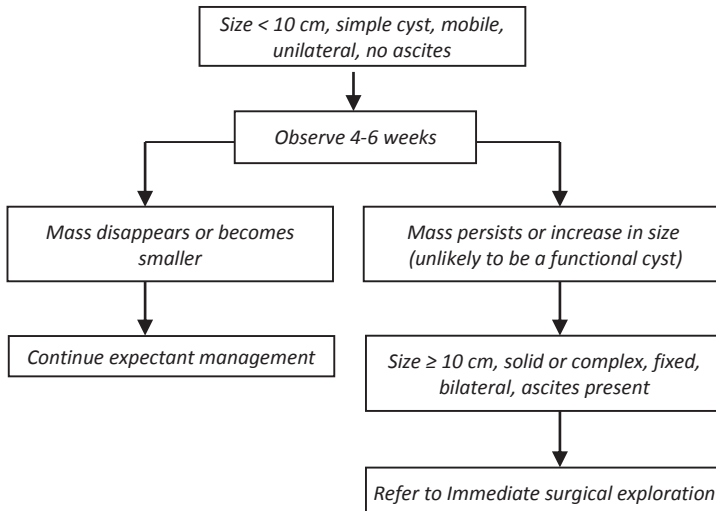 Size < 10 cm, simple cyst, mobile,
unilateral, no ascites
Observe 4-6 weeks
Mass disappears or becomes
smaller
Mass persists or increase in size
(unlikely to be a functional cyst)
Continue expectant management
Size ≥ 10 cm, solid or complex, fixed,
bilateral, ascites present
Refer to Immediate surgical exploration